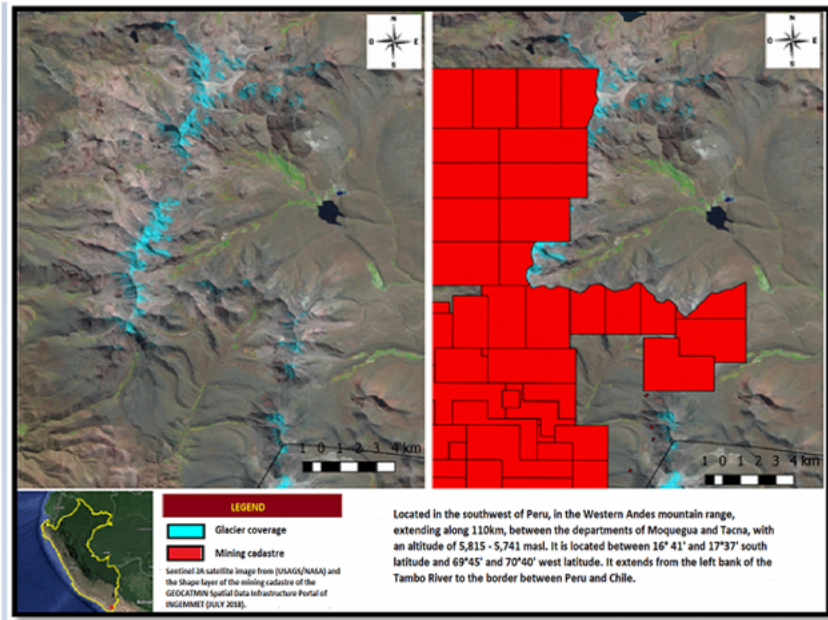 N
O
E
S
N
O
E
S
1 0 1 2 3 4 km
1 0 1 2 3 4 km
LEGEND
Glacier coverage
Mining cadastre
Sentinel 2A satellite image from (USAGS/NASA) and
the Shape layer of the mining cadastre of the
GEOCATMIN Spatial Data Infrastructure Portal of
INGEMMET (JULY 2018).
Located in the southwest of Peru, in the Western Andes mountain range,
extending along 110km, between the departments of Moquegua and Tacna, with
an altitude of 5,815 - 5,741 masl. It is located between 16° 41' and 17°37' south
latitude and 69°45' and 70°40' west latitude. It extends from the left bank of the
Tambo River to the border between Peru and Chile.